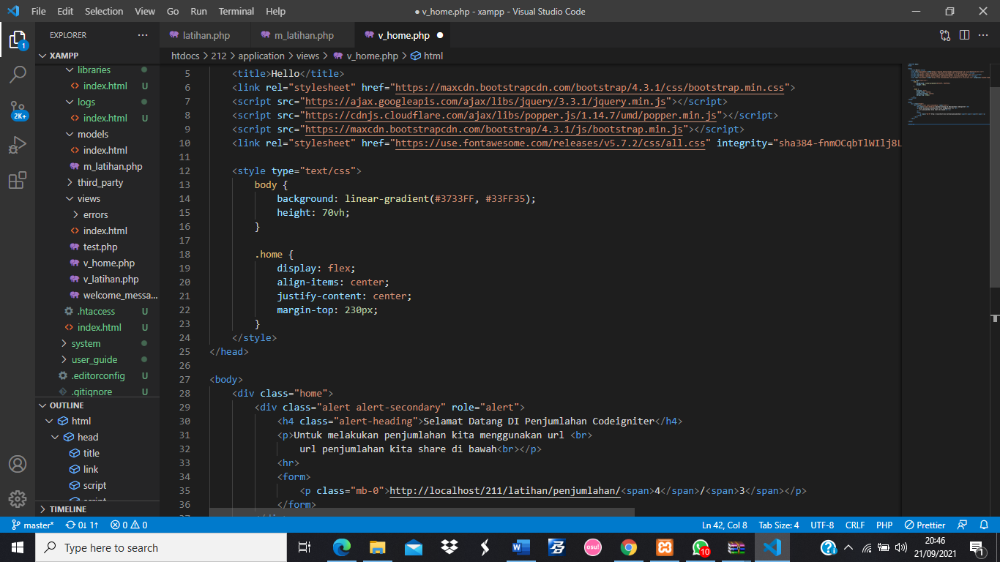 File Edit Selection View Go Run Terminal Help
● v_home.php - xampp - Visual Studio Code
EXPLORER
latihan.php
m_latihan.php
v_home.php
XAMPP
htdocs > 212 > application > views > v_home.php > html
1
2K+
libraries
index.html U
logs
index.html U
models
index.html
m_latihan.php
third_party
views
errors
index.html
test.php
v_home.php
v_latihan.php
welcome_messa...
.htaccess U
index.html U
system
user_guide
.editorconfig U
.gitignore U
OUTLINE
html
head
title
link
script
script
TIMELINE
5 <title>Hello</title>
6 <link rel="stylesheet" href="https://maxcdn.bootstrapcdn.com/bootstrap/4.3.1/css/bootstrap.min.css">
7 <script src="https://ajax.googleapis.com/ajax/libs/jquery/3.3.1/jquery.min.js"></script>
8 <script src="https://cdnjs.cloudflare.com/ajax/libs/popper.js/1.14.7/umd/popper.min.js"></script>
9 <script src="https://maxcdn.bootstrapcdn.com/bootstrap/4.3.1/js/bootstrap.min.js"></script>
10 <link rel="stylesheet" href="https://use.fontawesome.com/releases/v5.7.2/css/all.css" integrity="sha384-fnmOCqbTlWIlj8L
11
12 <style type="text/css">
13 body {
14 background: linear-gradient(#3733FF, #33FF35);
15 height: 70vh;
16 }
17
18 .home {
19 display: flex;
20 align-items: center;
21 justify-content: center;
22 margin-top: 230px;
23 }
24 </style>
25 </head>
26
27 <body>
28 <div class="home">
29 <div class="alert alert-secondary" role="alert">
30 <h4 class="alert-heading">Selamat Datang DI Penjumlahan Codeigniter</h4>
31 <p>Untuk melakukan penjumlahan kita menggunakan url <br>
32 url penjumlahan kita share di bawah<br></p>
33 <hr>
34 <form>
35 <p class="mb-0">http://localhost/211/latihan/penjumlahan/<span>4</span>/<span>3</span></p>
36 </form>
master* 0↓ 1↑ 0 0
Ln 42, Col 8 Tab Size: 4 UTF-8 CRLF PHP Prettier
Type here to search
osu!
10
20:46
21/09/2021
1